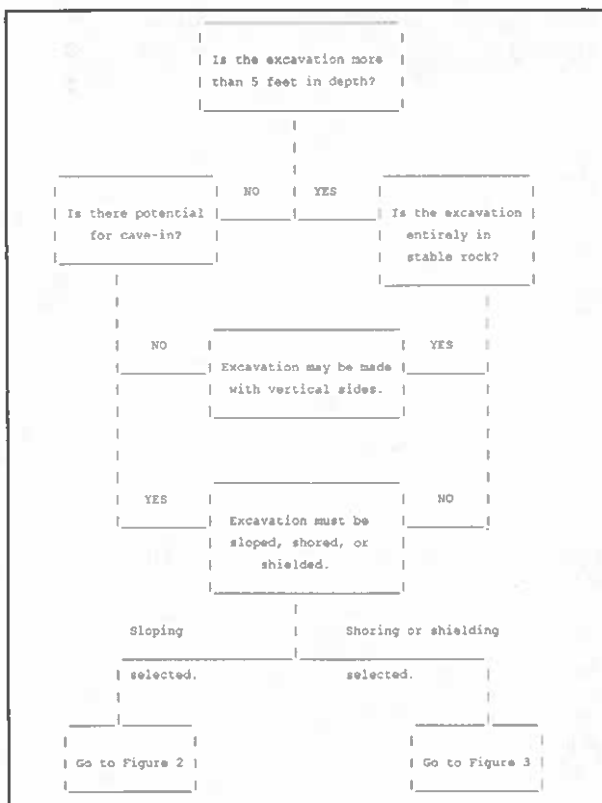 Is the excavation more
than 5 feet in depth?
NO
YES
Is there potential
for cave-in?
Is the excavation
entirely in
stable rock?
NO
YES
Excavation may be made
with vertical sides.
YES
NO
Excavation must be
sloped, shored, or
shielded.
Sloping
selected.
Shoring or shielding
selected.
Go to Figure 2
Go to Figure 3